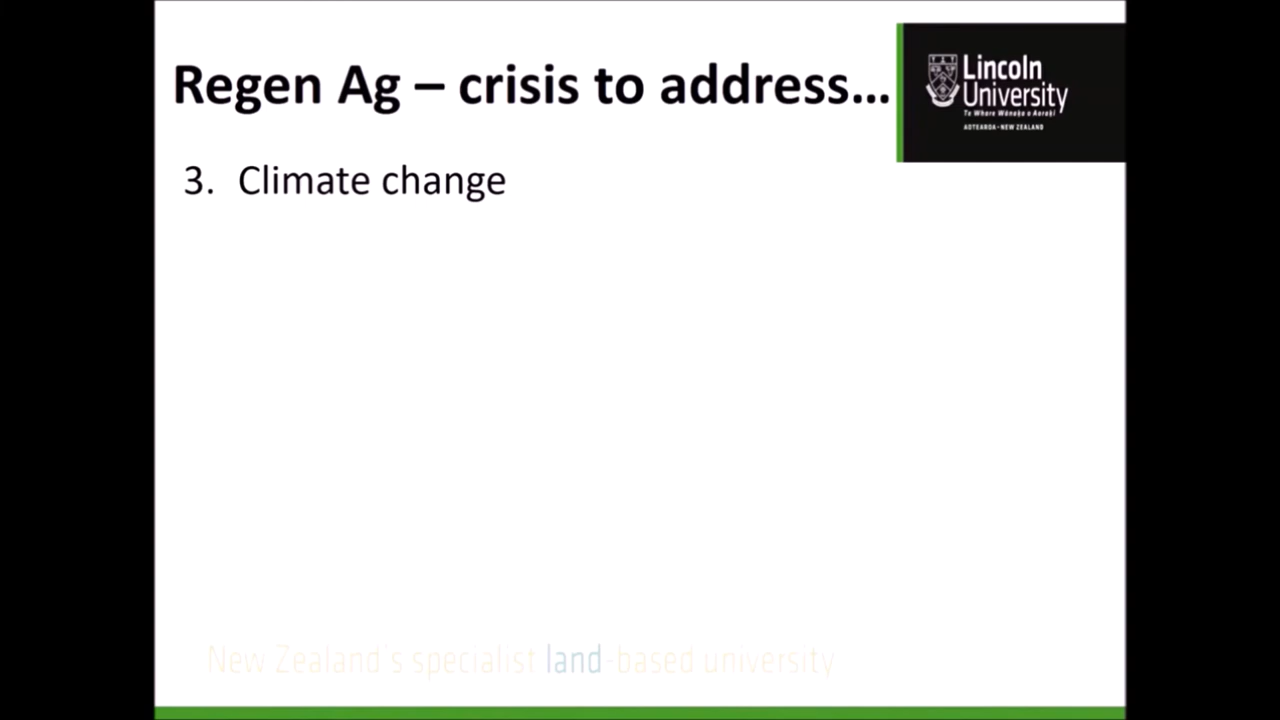 Regen Ag – crisis to address...
Lincoln
University
Te Whare Wānaka o Aoraki
AOTEAROA • NEW ZEALAND
3. Climate change
New Zealand's specialist land-based university